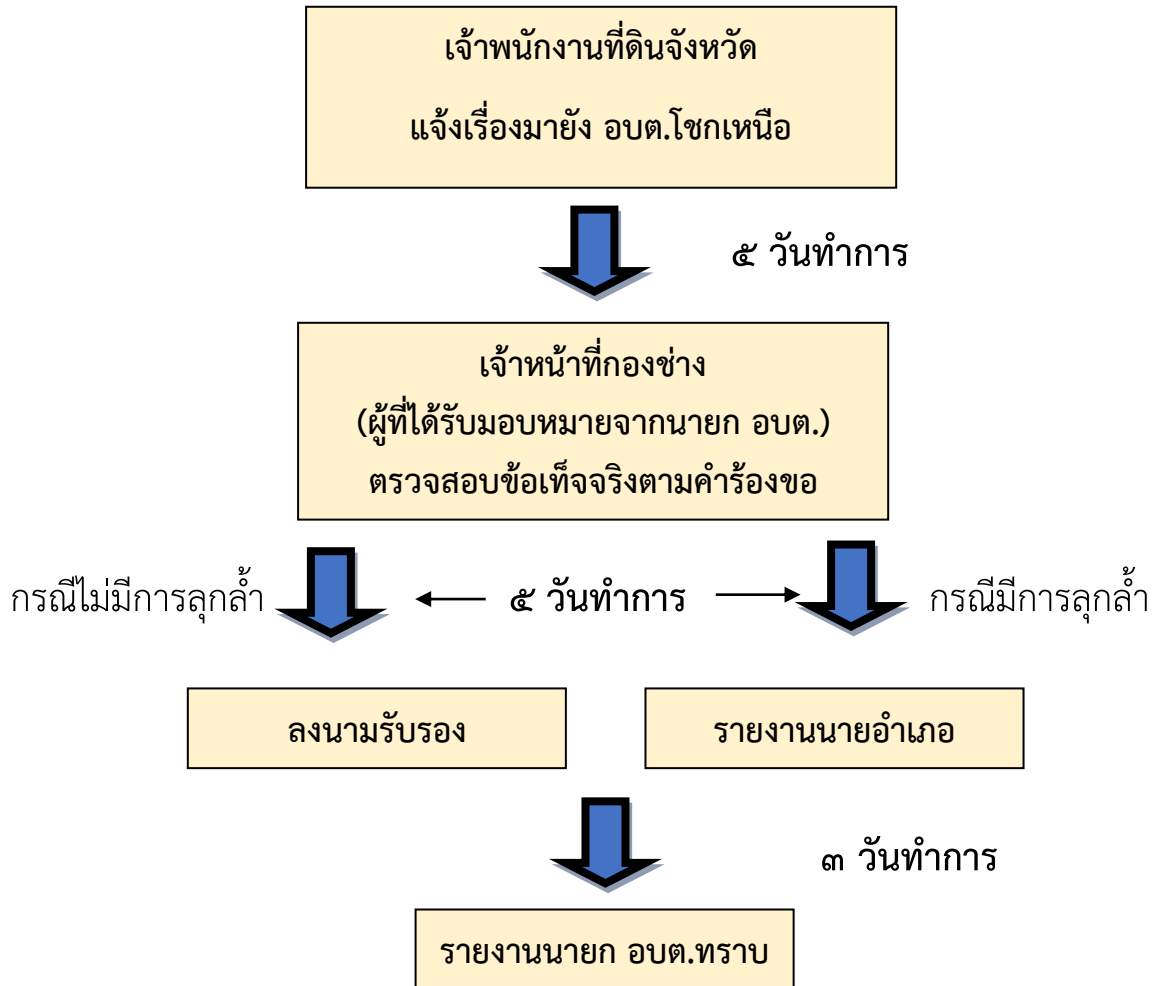 เจ้าพนักงานที่ดินจังหวัด
แจ้งเรื่องมายัง อบต.โชกเหนือ
๕ วันทำการ
เจ้าหน้าที่กองช่าง
(ผู้ที่ได้รับมอบหมายจากนายก อบต.)
ตรวจสอบข้อเท็จจริงตามคำร้องขอ
กรณีไม่มีการลุกล้ำ
๕ วันทำการ
กรณีมีการลุกล้ำ
ลงนามรับรอง
รายงานนายอำเภอ
๓ วันทำการ
รายงานนายก อบต.ทราบ